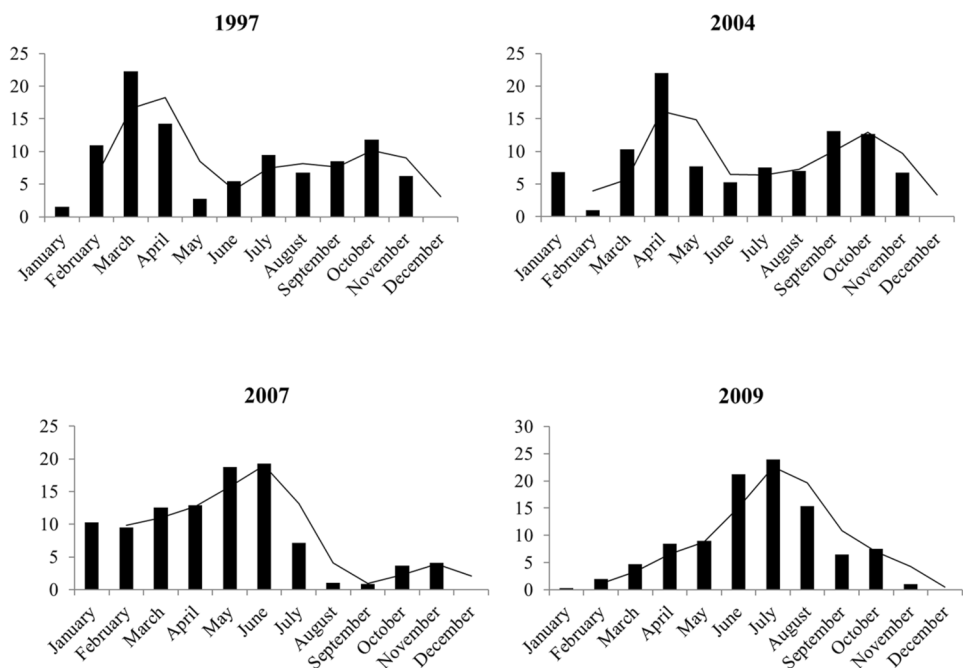 1997
25
20
15
10
5
0
January
February
March
April
May
June
July
August
September
October
November
December
2004
25
20
15
10
5
0
January
February
March
April
May
June
July
August
September
October
November
December
2007
25
20
15
10
5
0
January
February
March
April
May
June
July
August
September
October
November
December
2009
30
25
20
15
10
5
0
January
February
March
April
May
June
July
August
September
October
November
December